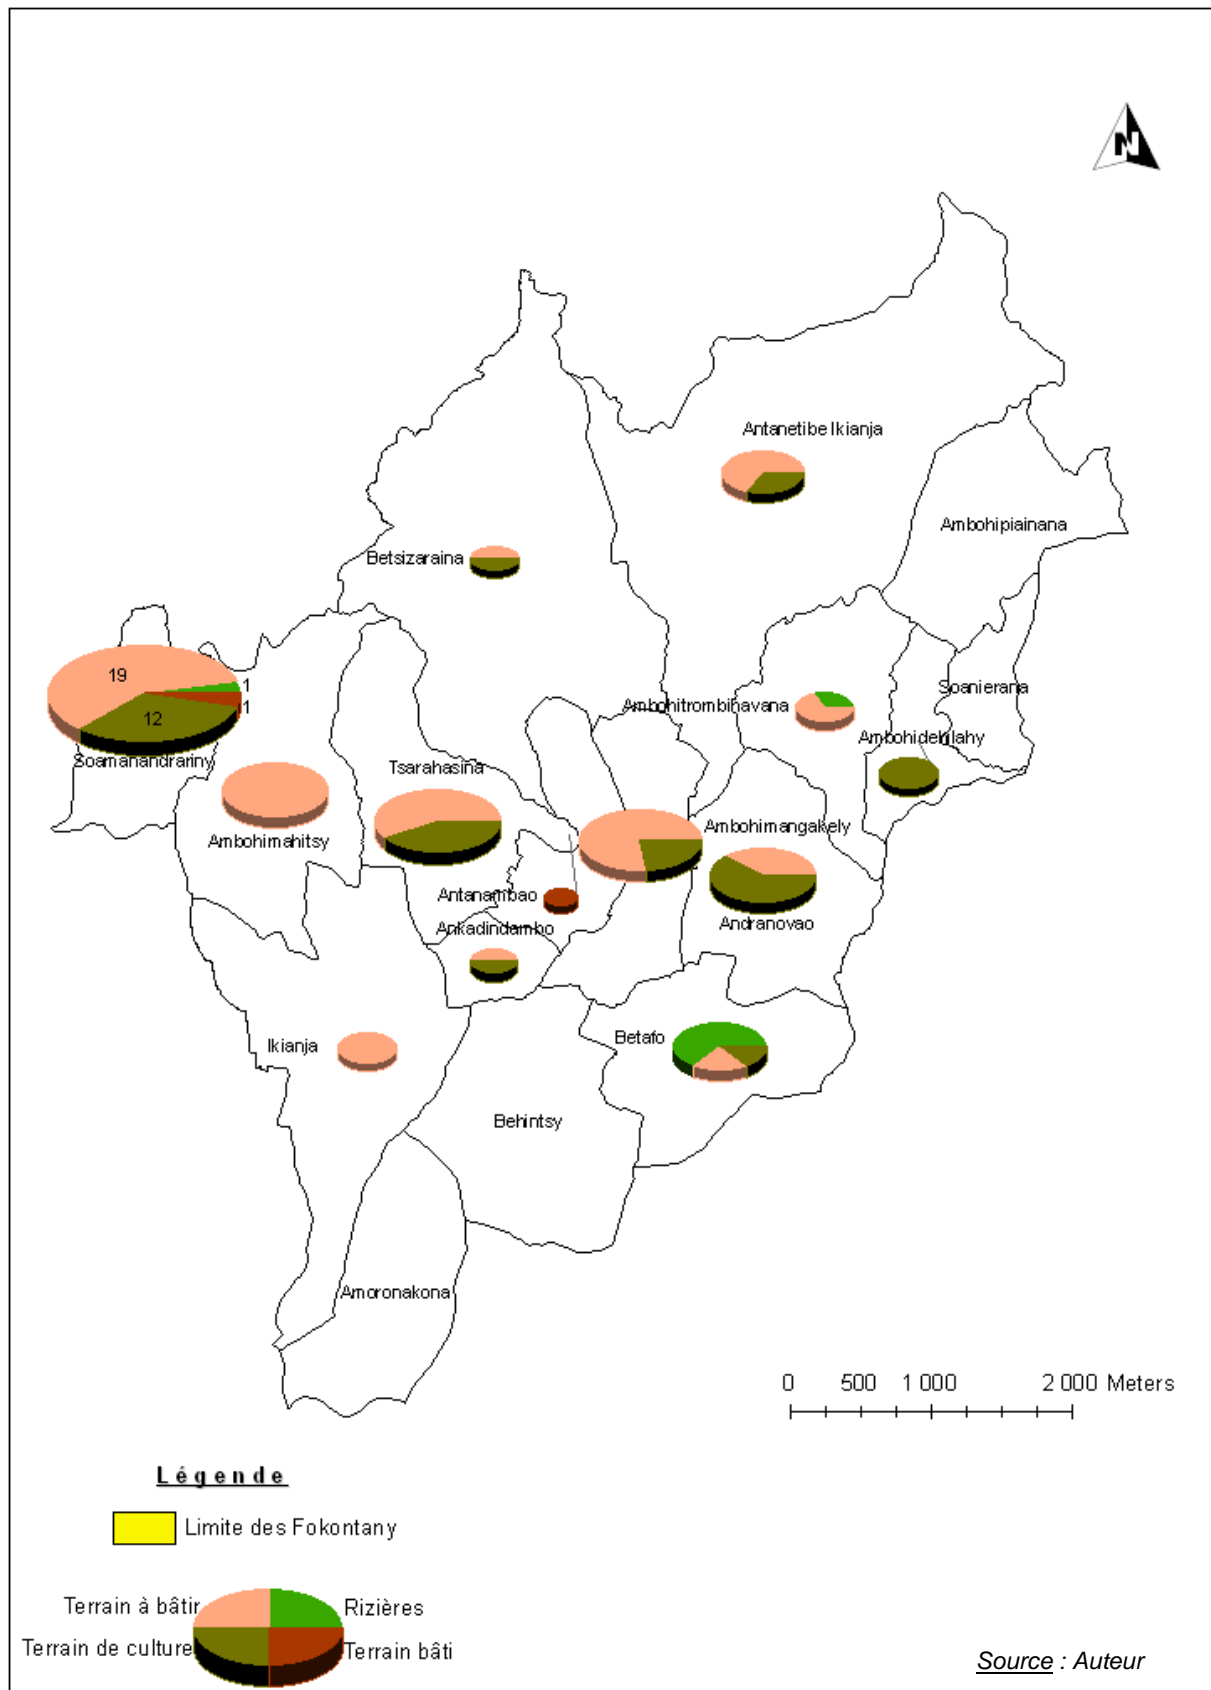 N
Antanetibe Ikianja
Ambohipiainana
Betsizaraina
19
1
1
12
Soamanandrariny
Ambohitrombihavana
Soanierana
Ambohidehilahy
Tsarahasina
Ambohimahitsy
Ambohimangakely
Antanambao
Ankadindambo
Andranovao
Ikianja
Betafo
Behintsy
Amoronakona
0 500 1 000 2 000 Meters
Légende
Limite des Fokontany
Terrain à bâtir Rizières
Terrain de culture Terrain bâti
Source : Auteur